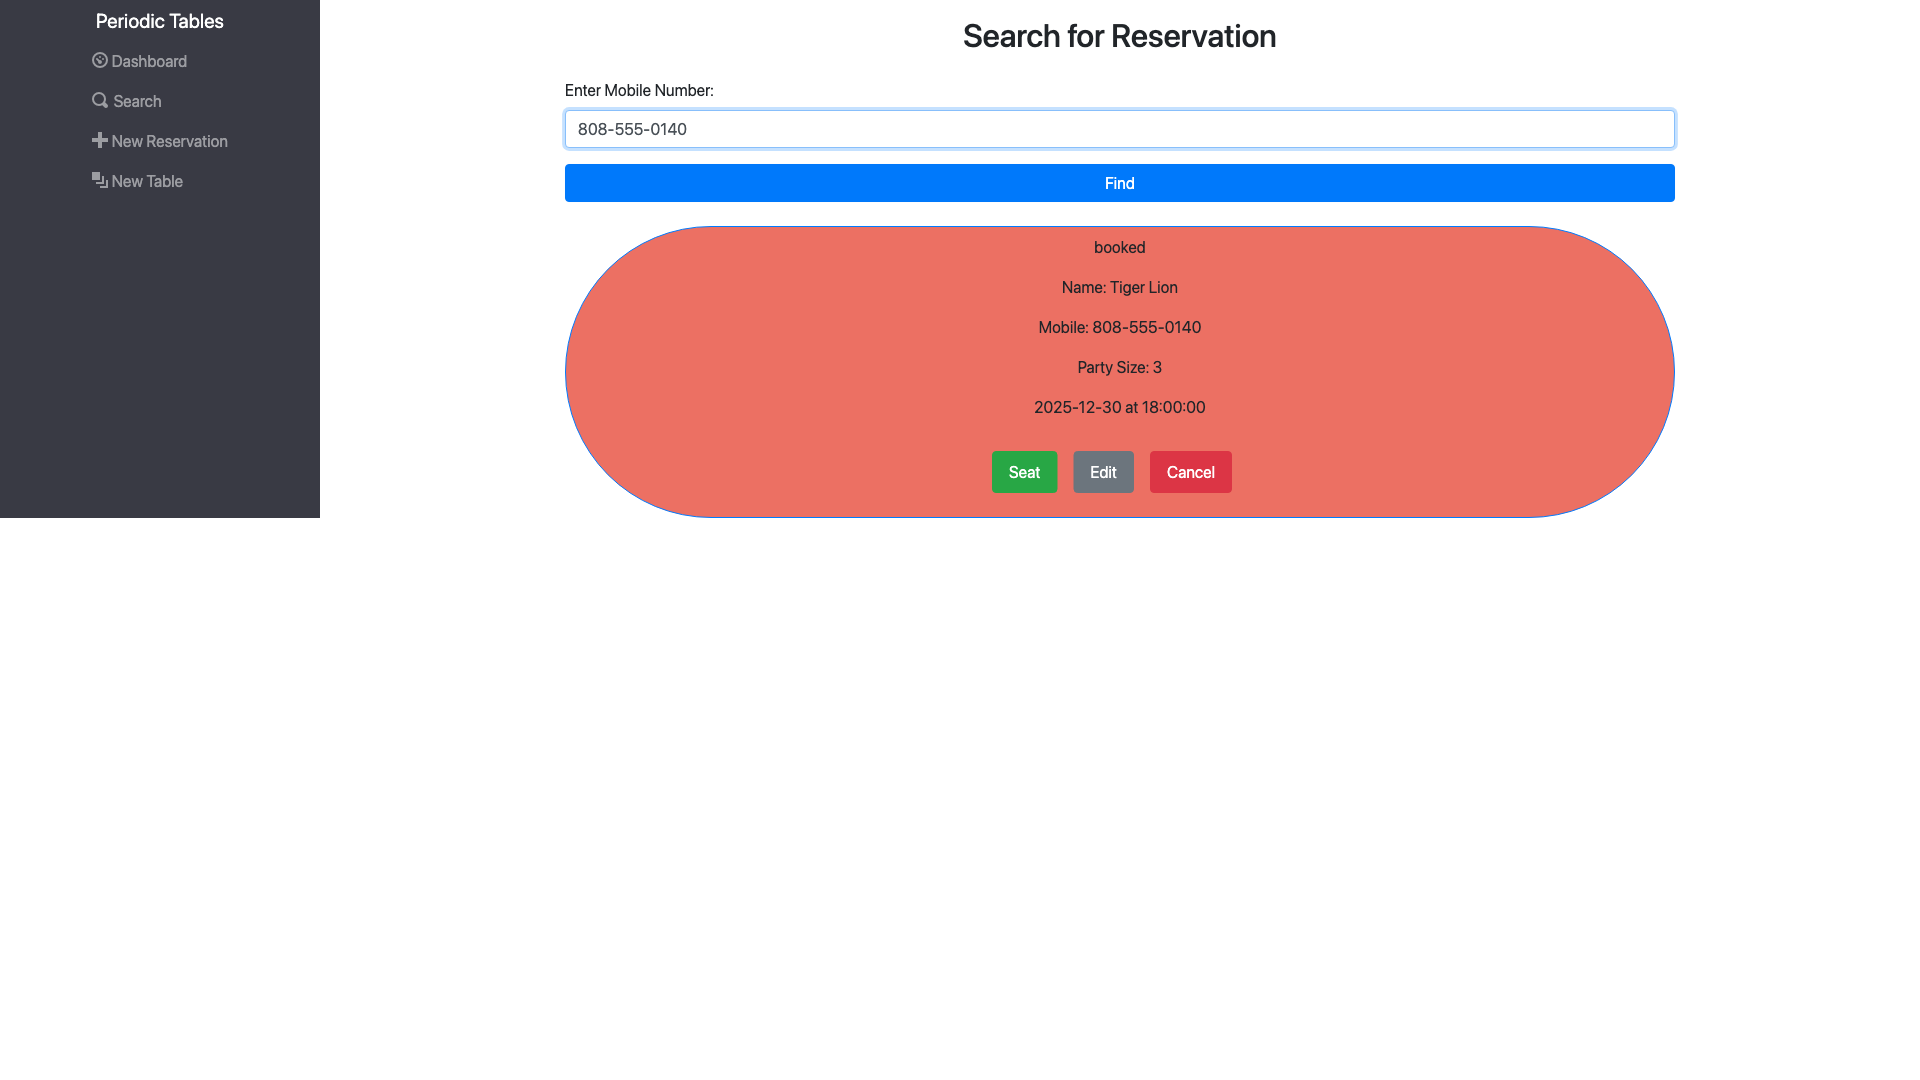 Periodic Tables
Dashboard
Search
New Reservation
New Table
Search for Reservation
Enter Mobile Number:
808-555-0140
Find
booked
Name: Tiger Lion
Mobile: 808-555-0140
Party Size: 3
2025-12-30 at 18:00:00
Seat Edit Cancel